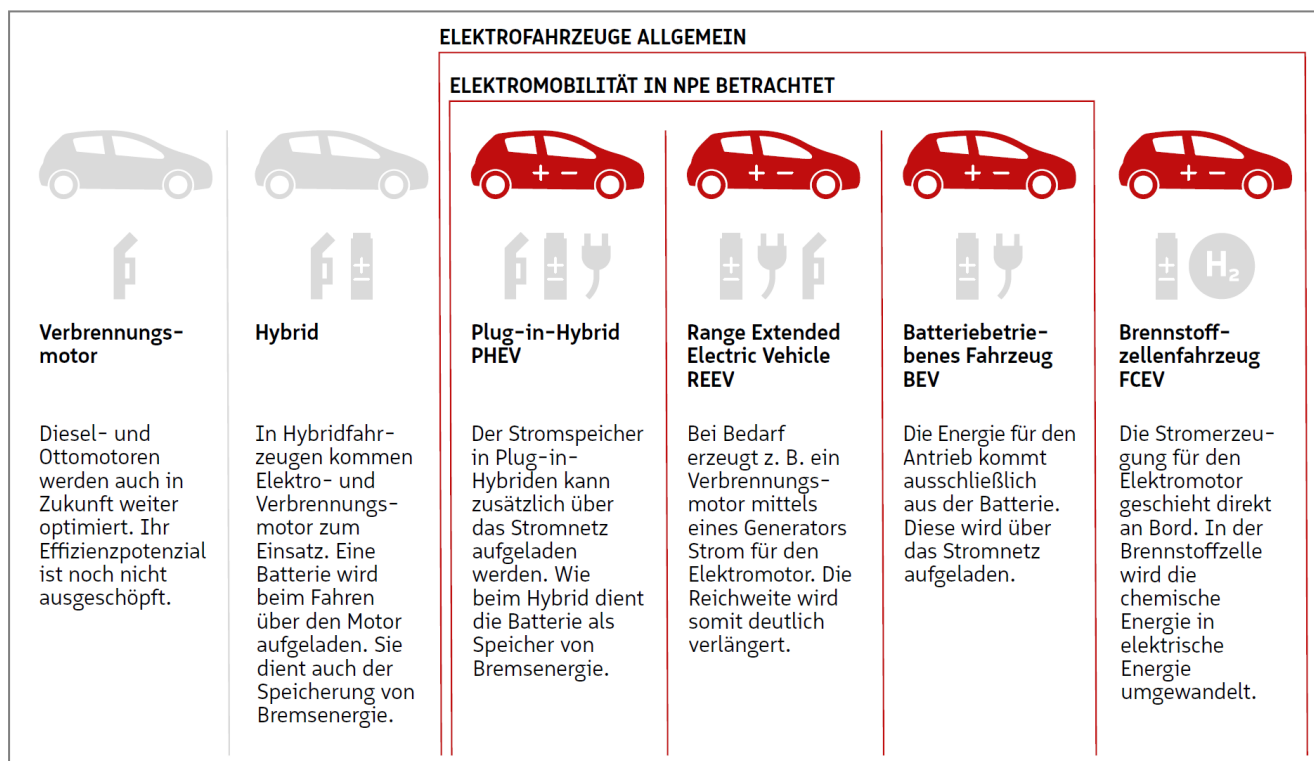 ELEKTROFAHRZEUGE ALLGEMEIN
ELEKTROMOBILITÄT IN NPE BETRACHTET
+ −
+ −
+ −
+ −
±
±
±
±
±
H₂
Verbrennungs-
motor
Diesel- und
Ottomotoren
werden auch in
Zukunft weiter
optimiert. Ihr
Effizienzpotenzial
ist noch nicht
ausgeschöpft.
Hybrid
In Hybridfahr-
zeugen kommen
Elektro- und
Verbrennungs-
motor zum
Einsatz. Eine
Batterie wird
beim Fahren
über den Motor
aufgeladen. Sie
dient auch der
Speicherung von
Bremsenergie.
Plug-in-Hybrid
PHEV
Der Stromspeicher
in Plug-in-
Hybriden kann
zusätzlich über
das Stromnetz
aufgeladen
werden. Wie
beim Hybrid dient
die Batterie als
Speicher von
Bremsenergie.
Range Extended
Electric Vehicle
REEV
Bei Bedarf
erzeugt z. B. ein
Verbrennungs-
motor mittels
eines Generators
Strom für den
Elektromotor. Die
Reichweite wird
somit deutlich
verlängert.
Batteriebetrie-
benes Fahrzeug
BEV
Die Energie für den
Antrieb kommt
ausschließlich
aus der Batterie.
Diese wird über
das Stromnetz
aufgeladen.
Brennstoff-
zellenfahrzeug
FCEV
Die Stromerzeu-
gung für den
Elektromotor
geschieht direkt
an Bord. In der
Brennstoffzelle
wird die
chemische
Energie in
elektrische
Energie
umgewandelt.